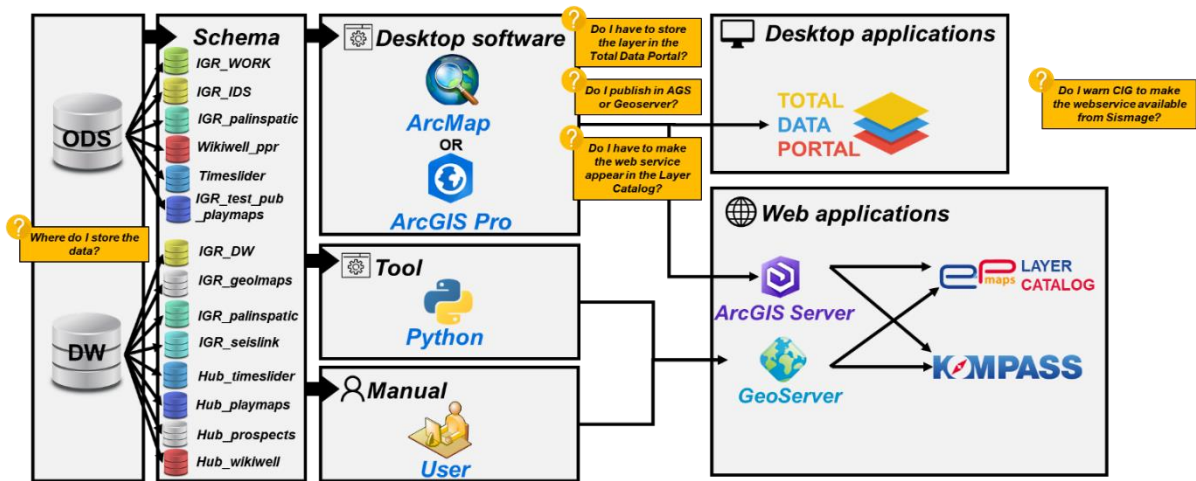 ODS
DW
Where do I store the
data?
Schema
IGR_WORK
IGR_IDS
IGR_palinspatic
Wikiwell_ppr
Timeslider
IGR_test_pub
_playmaps
IGR_DW
IGR_geolmaps
IGR_palinspatic
IGR_seislink
Hub_timeslider
Hub_playmaps
Hub_prospects
Hub_wikiwell
Desktop software
ArcMap
OR
ArcGIS Pro
Tool
Python
Manual
User
?
Do I have to store
the layer in the
Total Data Portal?
?
Do I publish in AGS
or Geoserver?
?
Do I have to make
the web service
appear in the Layer
Catalog?
?
Desktop applications
TOTAL
DATA
PORTAL
?
Do I warn CIG to make
the webservice available
from Sismage?
Web applications
ArcGIS Server
GeoServer
e&P maps LAYER
CATALOG
KOMPASS